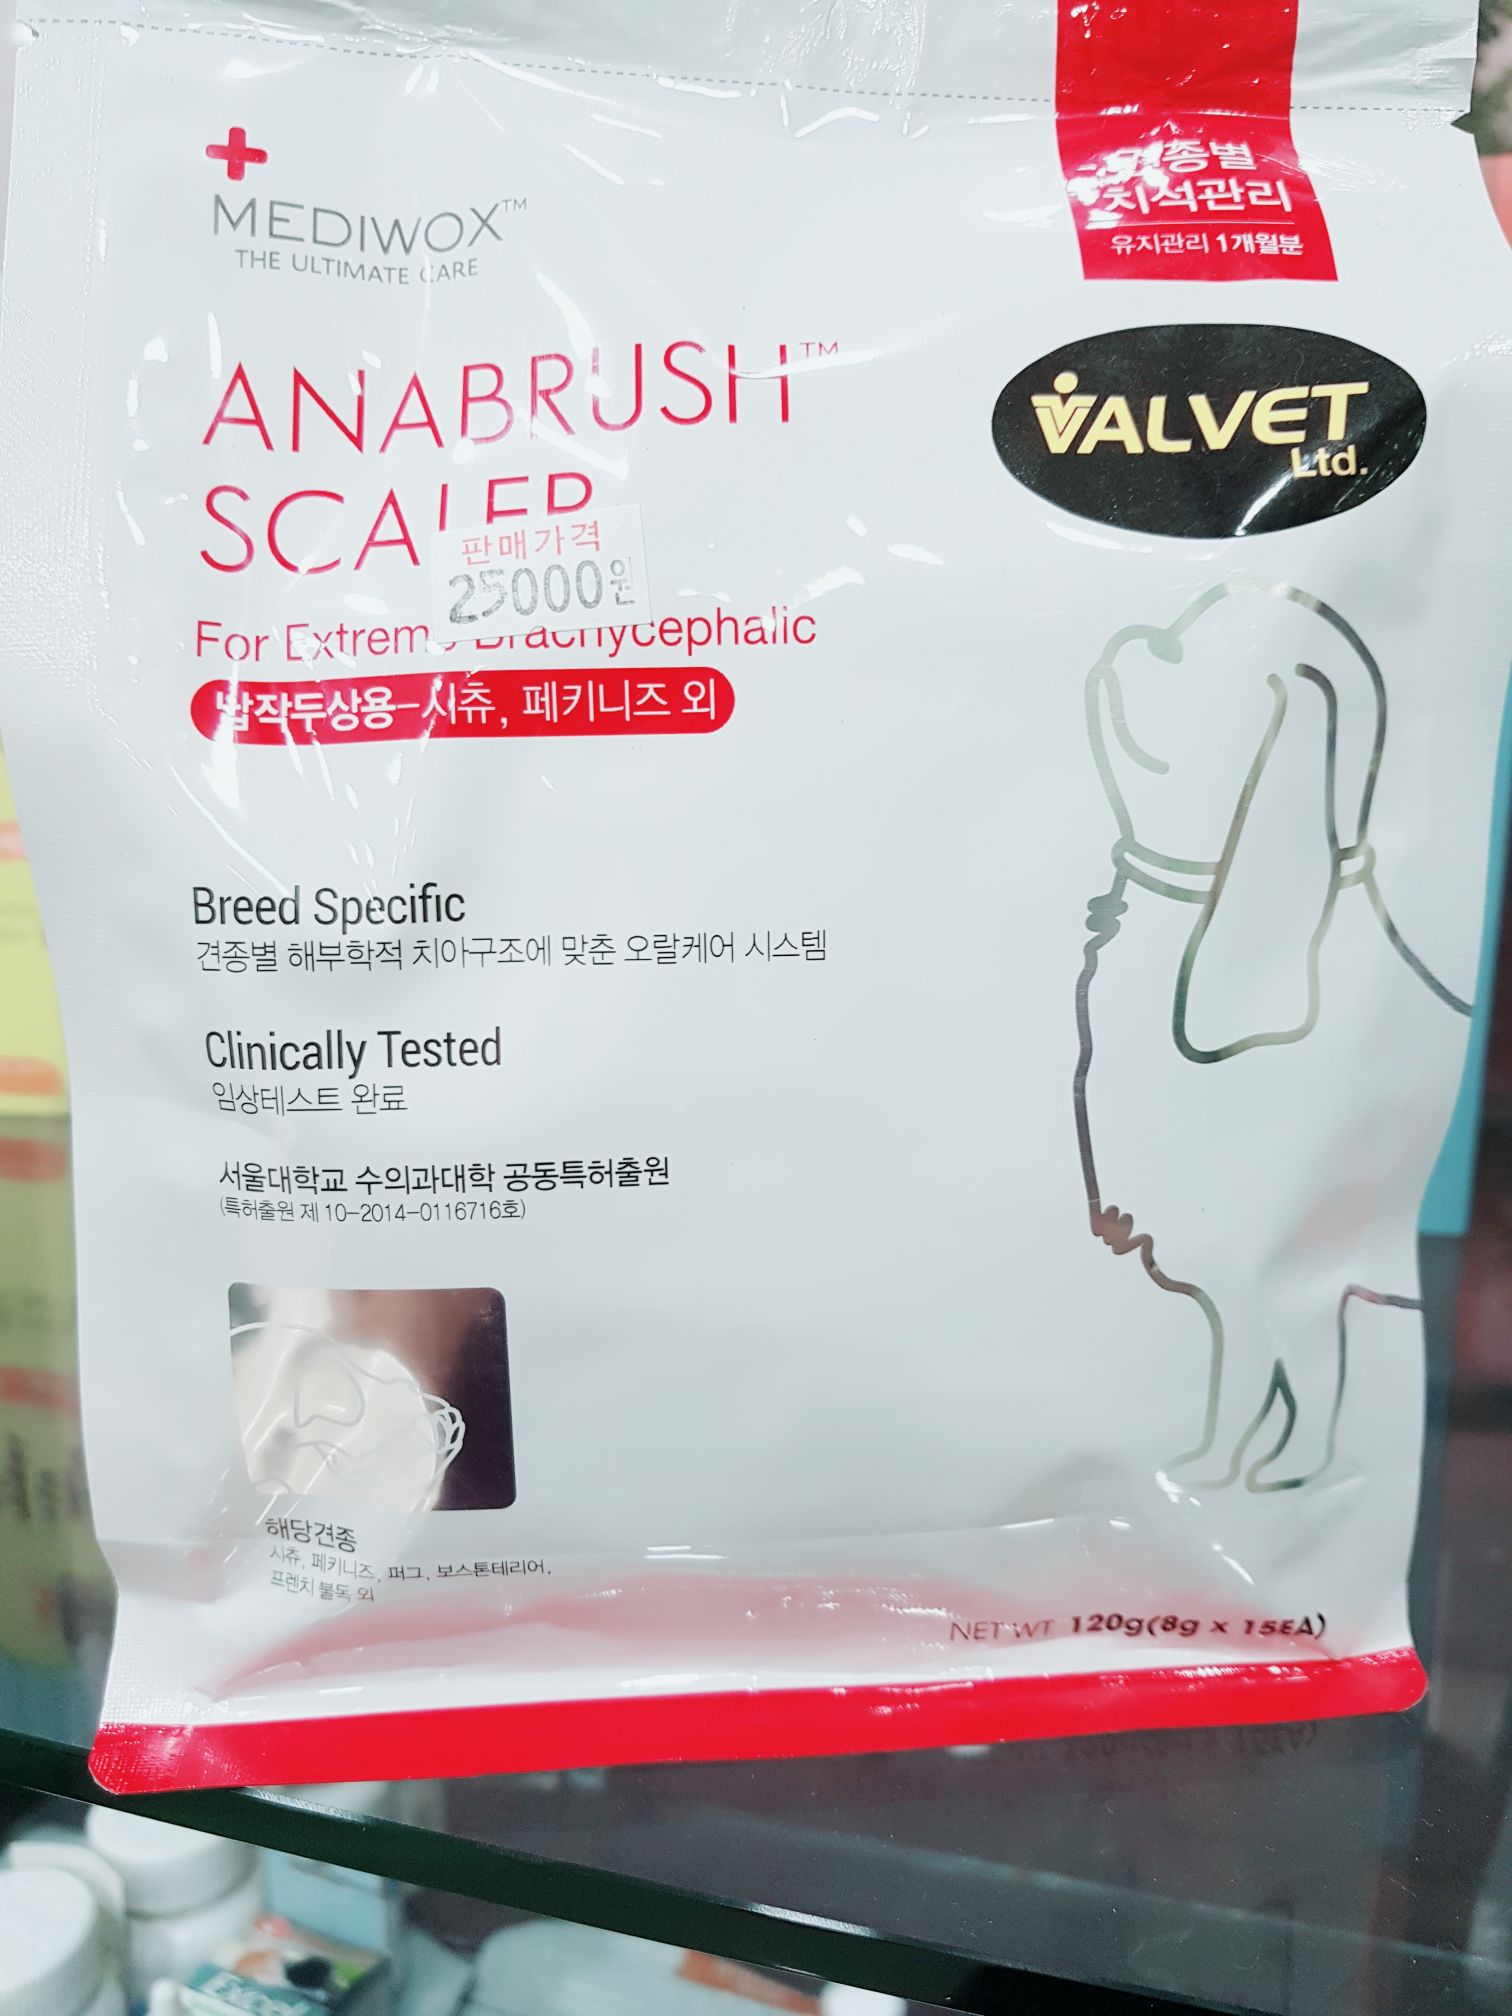 MEDIWOX™
THE ULTIMATE CARE
견종별
치석관리
유지관리 1개월분
ANABRUSH™
SCALER
VALVET
Ltd.
판매가격
25000원
For Extreme Brachycephalic
납작두상용-시츄, 페키니즈 외
Breed Specific
견종별 해부학적 치아구조에 맞춘 오랄케어 시스템
Clinically Tested
임상테스트 완료
서울대학교 수의과대학 공동특허출원
(특허출원 제 10-2014-0116716호)
해당견종
시츄, 페키니즈, 퍼그, 보스톤테리어,
프렌치 불독 외
NET WT. 120g(8g x 15EA)
Excel